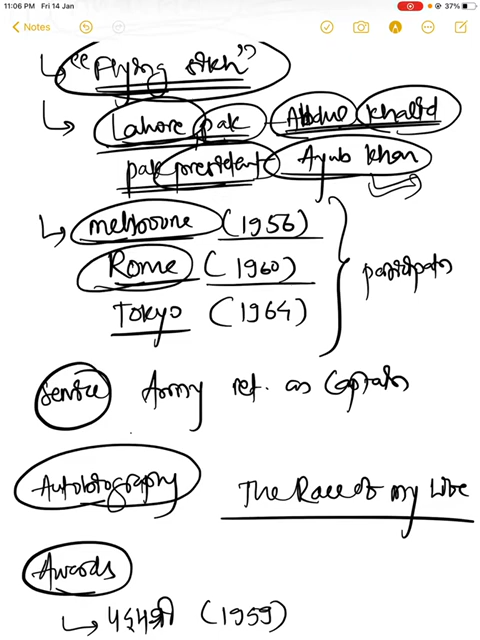 11:06 PM Fri 14 Jan 37%
Notes
↳ "Flying sikh"
↳ Lahore pak - Abdul Khalid
pak president - Ayub khan
↳ melbourne (1956)
Rome (1960)
Tokyo (1964)
participate
Service Army ret. as Captain
Autobiography The Race of my Life
Awards
↳ पद्मश्री (1959)